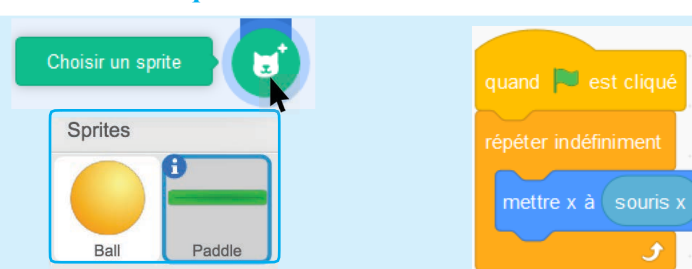 Choisir un sprite
Sprites
Ball
Paddle
quand est cliqué
répéter indéfiniment
mettre x à souris x